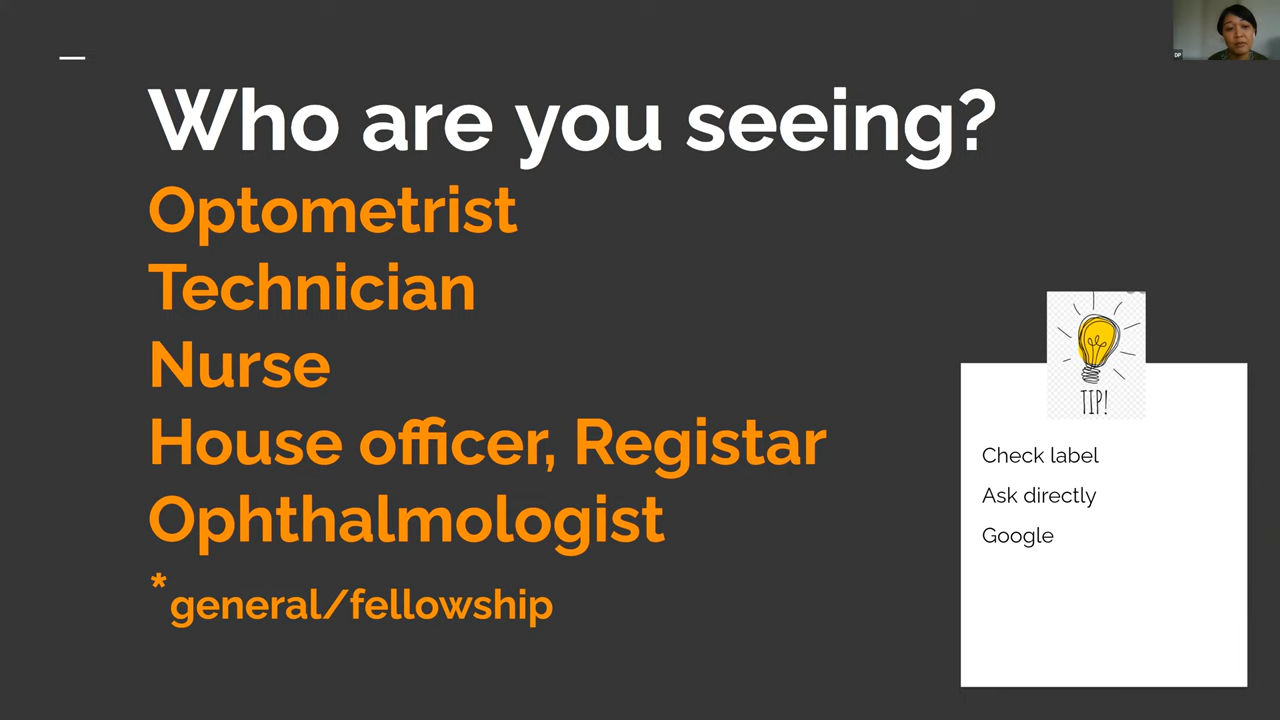 Who are you seeing?
Optometrist
Technician
Nurse
House officer, Registar
Ophthalmologist
*general/fellowship
TIP!
Check label
Ask directly
Google
DP